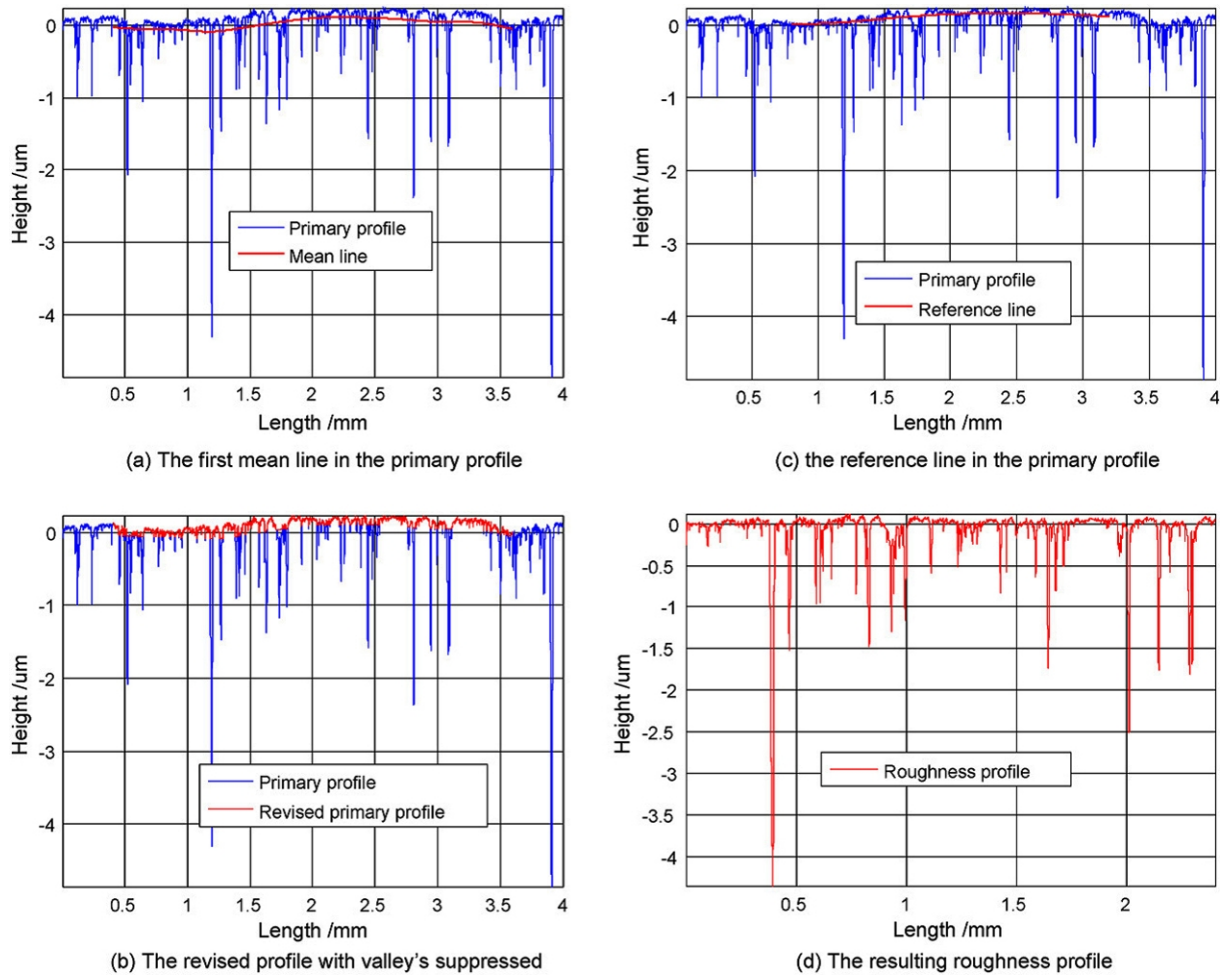 0
-1
-2
-3
-4
Height /um
Primary profile
Mean line
0.5 1 1.5 2 2.5 3 3.5 4
Length /mm
(a) The first mean line in the primary profile
0
-1
-2
-3
-4
Height /um
Primary profile
Reference line
0.5 1 1.5 2 2.5 3 3.5 4
Length /mm
(c) the reference line in the primary profile
0
-1
-2
-3
-4
Height /um
Primary profile
Revised primary profile
0.5 1 1.5 2 2.5 3 3.5 4
Length /mm
(b) The revised profile with valley's suppressed
0
-0.5
-1
-1.5
-2
-2.5
-3
-3.5
-4
Height /um
Roughness profile
0.5 1 1.5 2
Length /mm
(d) The resulting roughness profile